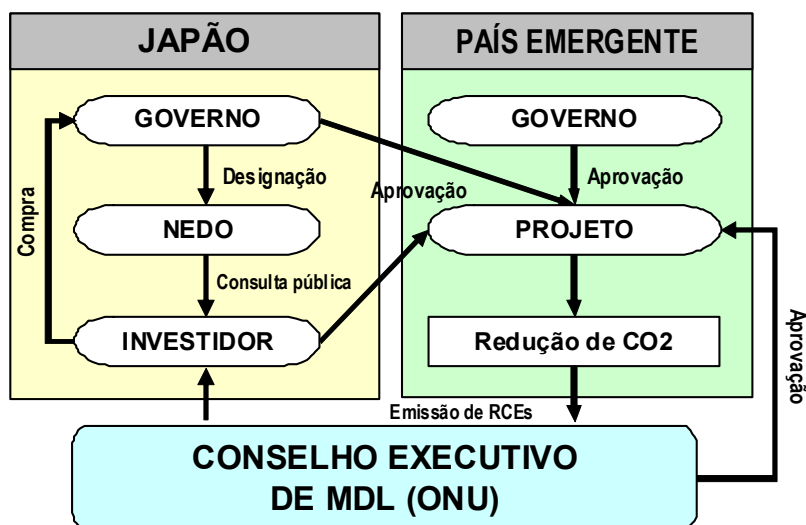 JAPÃO
PAÍS EMERGENTE
GOVERNO
GOVERNO
Designação
Aprovação
Aprovação
Compra
NEDO
PROJETO
Consulta pública
INVESTIDOR
Redução de CO2
Aprovação
Emissão de RCEs
CONSELHO EXECUTIVO
DE MDL (ONU)